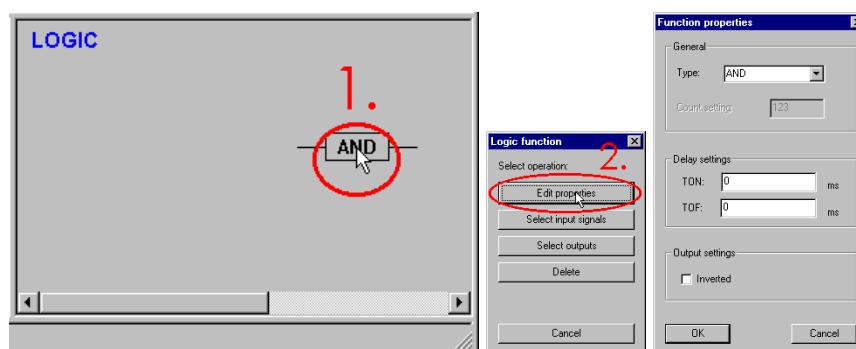 LOGIC
1.
AND
Logic function
2.
Select operation:
Edit properties
Select input signals
Select outputs
Delete
Cancel
Function properties
General
Type: AND
Count setting: 123
Delay settings
TON: 0 ms
TOF: 0 ms
Output settings
Inverted
OK Cancel